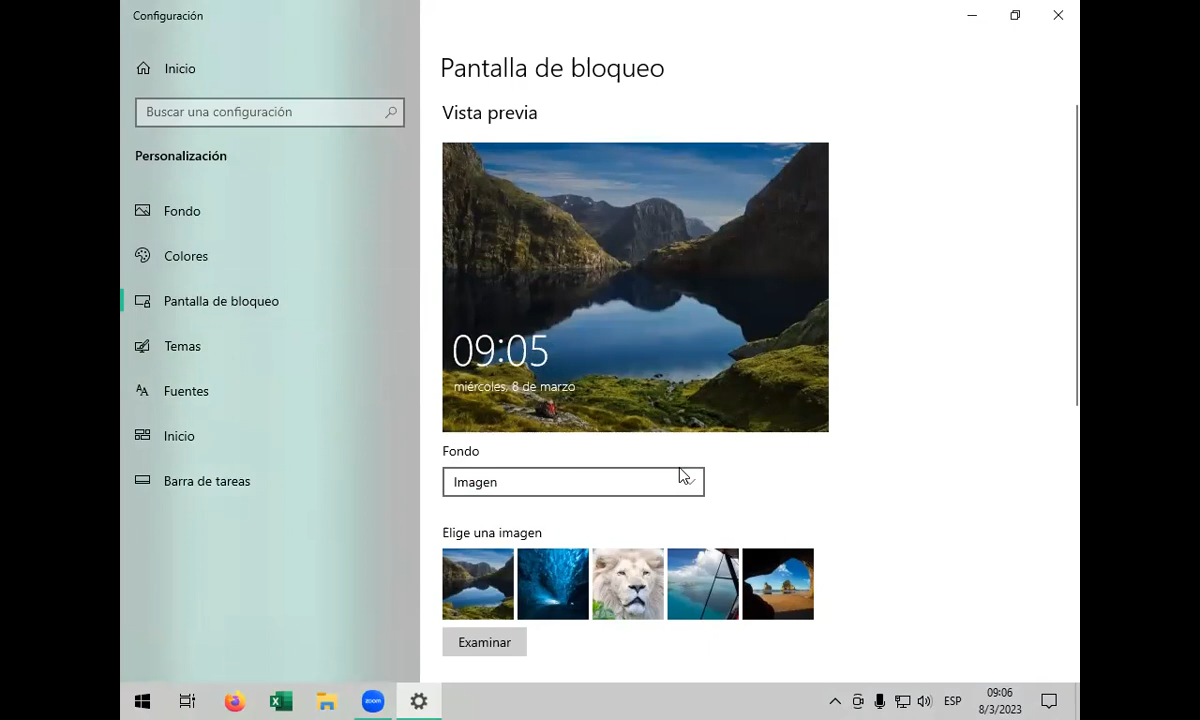 Configuración
Inicio
Buscar una configuración
Personalización
Fondo
Colores
Pantalla de bloqueo
Temas
Fuentes
Inicio
Barra de tareas
Pantalla de bloqueo
Vista previa
09:05
miércoles, 8 de marzo
Fondo
Imagen
Elige una imagen
Examinar
zoom
ESP
09:06
8/3/2023